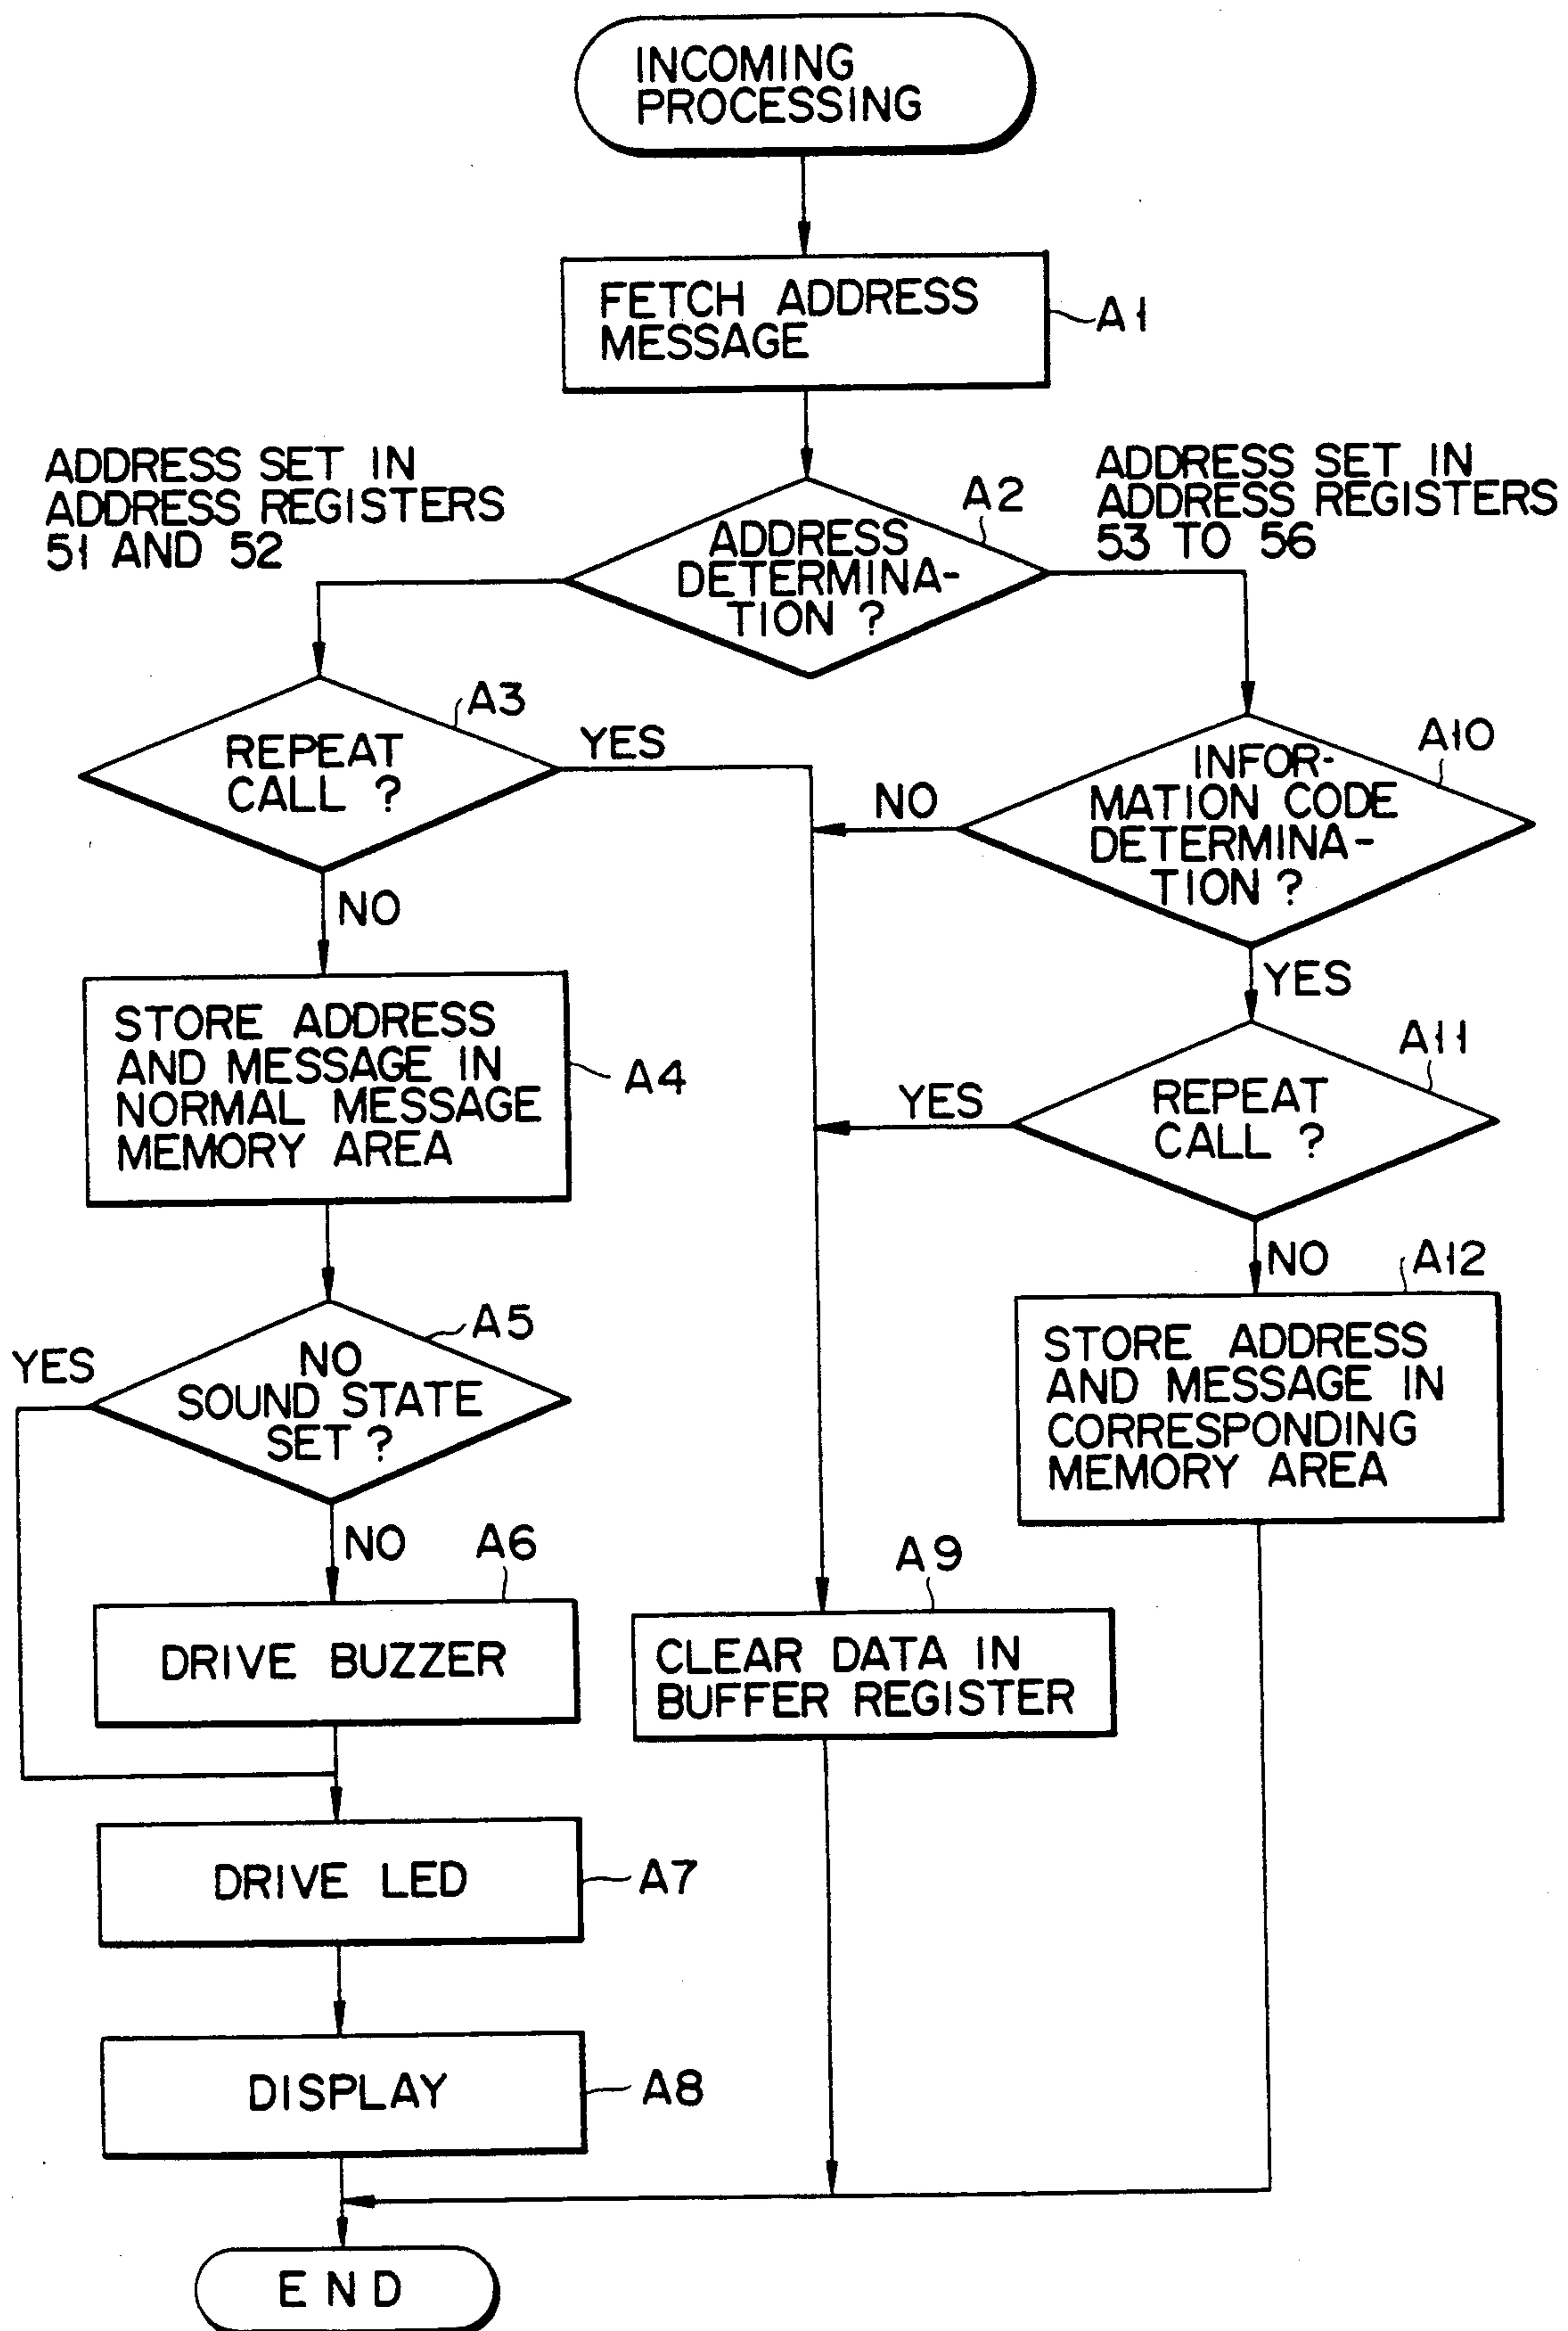 INCOMING
PROCESSING
FETCH ADDRESS
MESSAGE
A1
ADDRESS SET IN
ADDRESS REGISTERS
51 AND 52
A2
ADDRESS SET IN
ADDRESS REGISTERS
53 TO 56
ADDRESS
DETERMINA-
TION ?
A3
REPEAT
CALL ?
YES
NO
A10
INFOR-
MATION CODE
DETERMINA-
TION ?
NO
YES
STORE ADDRESS
AND MESSAGE IN
NORMAL MESSAGE
MEMORY AREA
A4
A11
REPEAT
CALL ?
YES
NO
A12
STORE ADDRESS
AND MESSAGE IN
CORRESPONDING
MEMORY AREA
A5
NO
SOUND STATE
SET ?
YES
NO
A6
DRIVE BUZZER
A9
CLEAR DATA IN
BUFFER REGISTER
DRIVE LED
A7
DISPLAY
A8
END